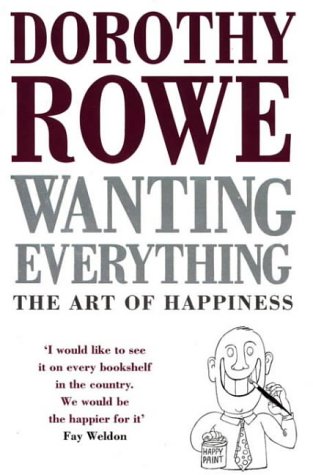 DOROTHY
ROWE
WANTING
EVERYTHING
THE ART OF HAPPINESS
‘I would like to see
it on every bookshelf
in the country.
We would be
the happier for it’
Fay Weldon
HAPPY
PAINT